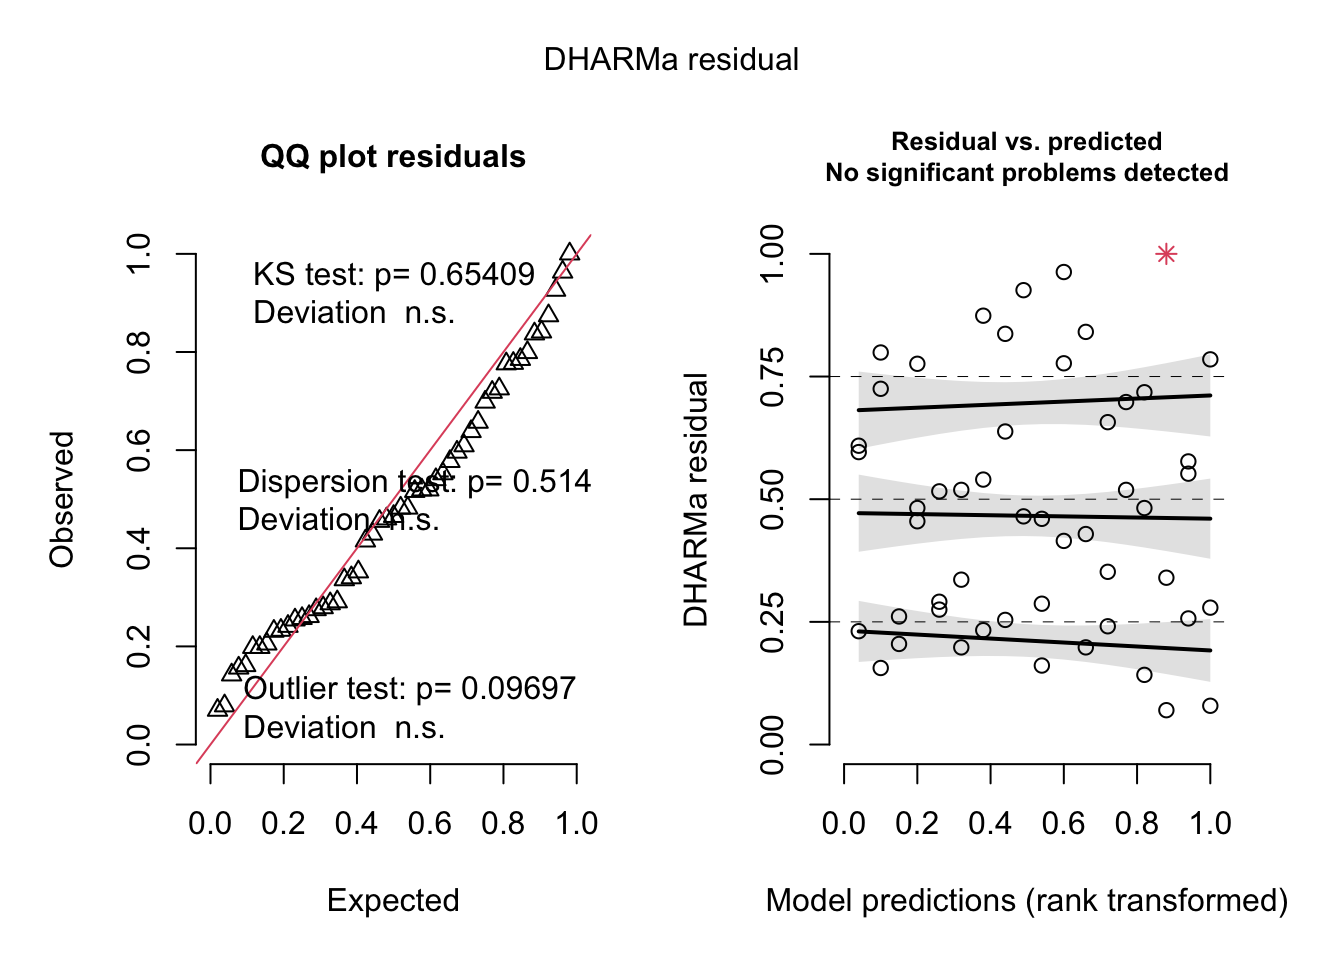 DHARMa residual
QQ plot residuals
KS test: p= 0.65409
Deviation  n.s.
Dispersion test: p= 0.514
Deviation n.s.
Outlier test: p= 0.09697
Deviation  n.s.
Observed
0.0
0.2
0.4
0.6
0.8
1.0
0.0 0.2 0.4 0.6 0.8 1.0
Expected
Residual vs. predicted
No significant problems detected
DHARMa residual
0.00
0.25
0.50
0.75
1.00
0.0 0.2 0.4 0.6 0.8 1.0
Model predictions (rank transformed)